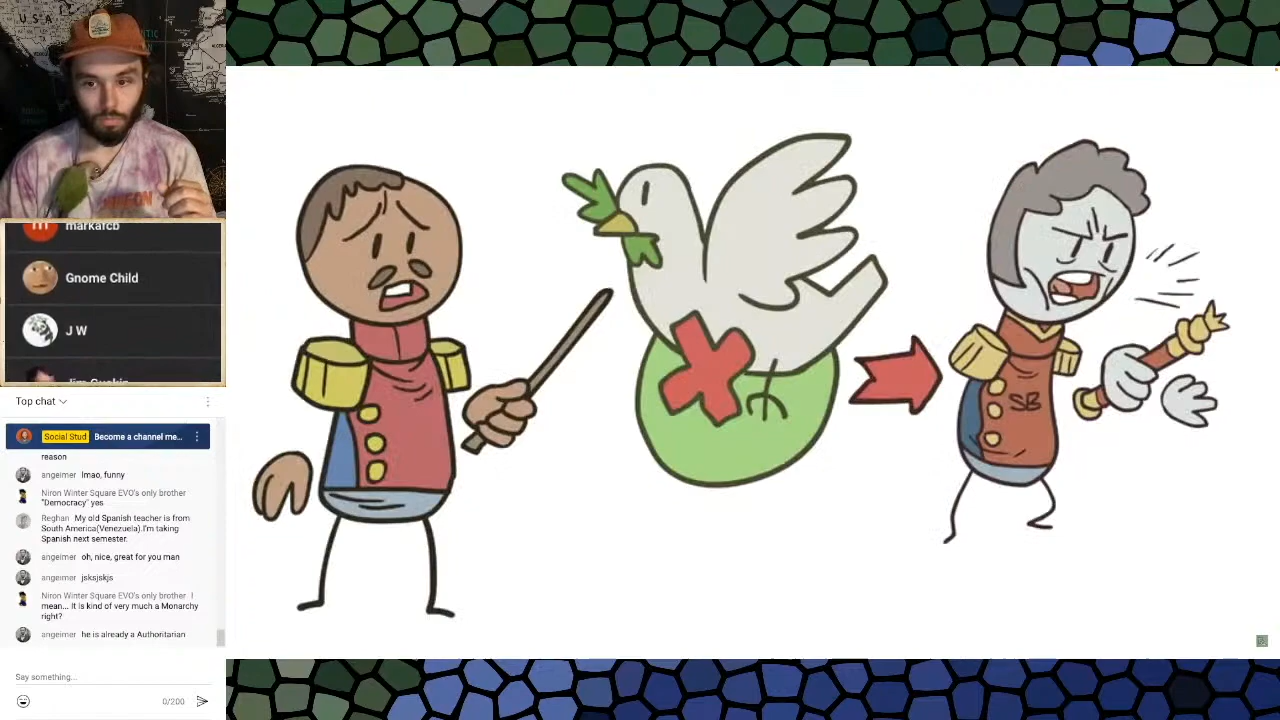 U S A
markafcb
Gnome Child
J W
Top chat
Social Stud Become a channel me...
reason
angeimer lmao, funny
Niron Winter Square EVO's only brother
"Democracy" yes
Reghan My old Spanish teacher is from
South America(Venezuela).I'm taking
Spanish next semester.
angeimer oh, nice, great for you man
angeimer jsksjskjs
Niron Winter Square EVO's only brother I
mean... It is kind of very much a Monarchy
right?
angeimer he is already a Authoritarian
Say something...
0/200
SB